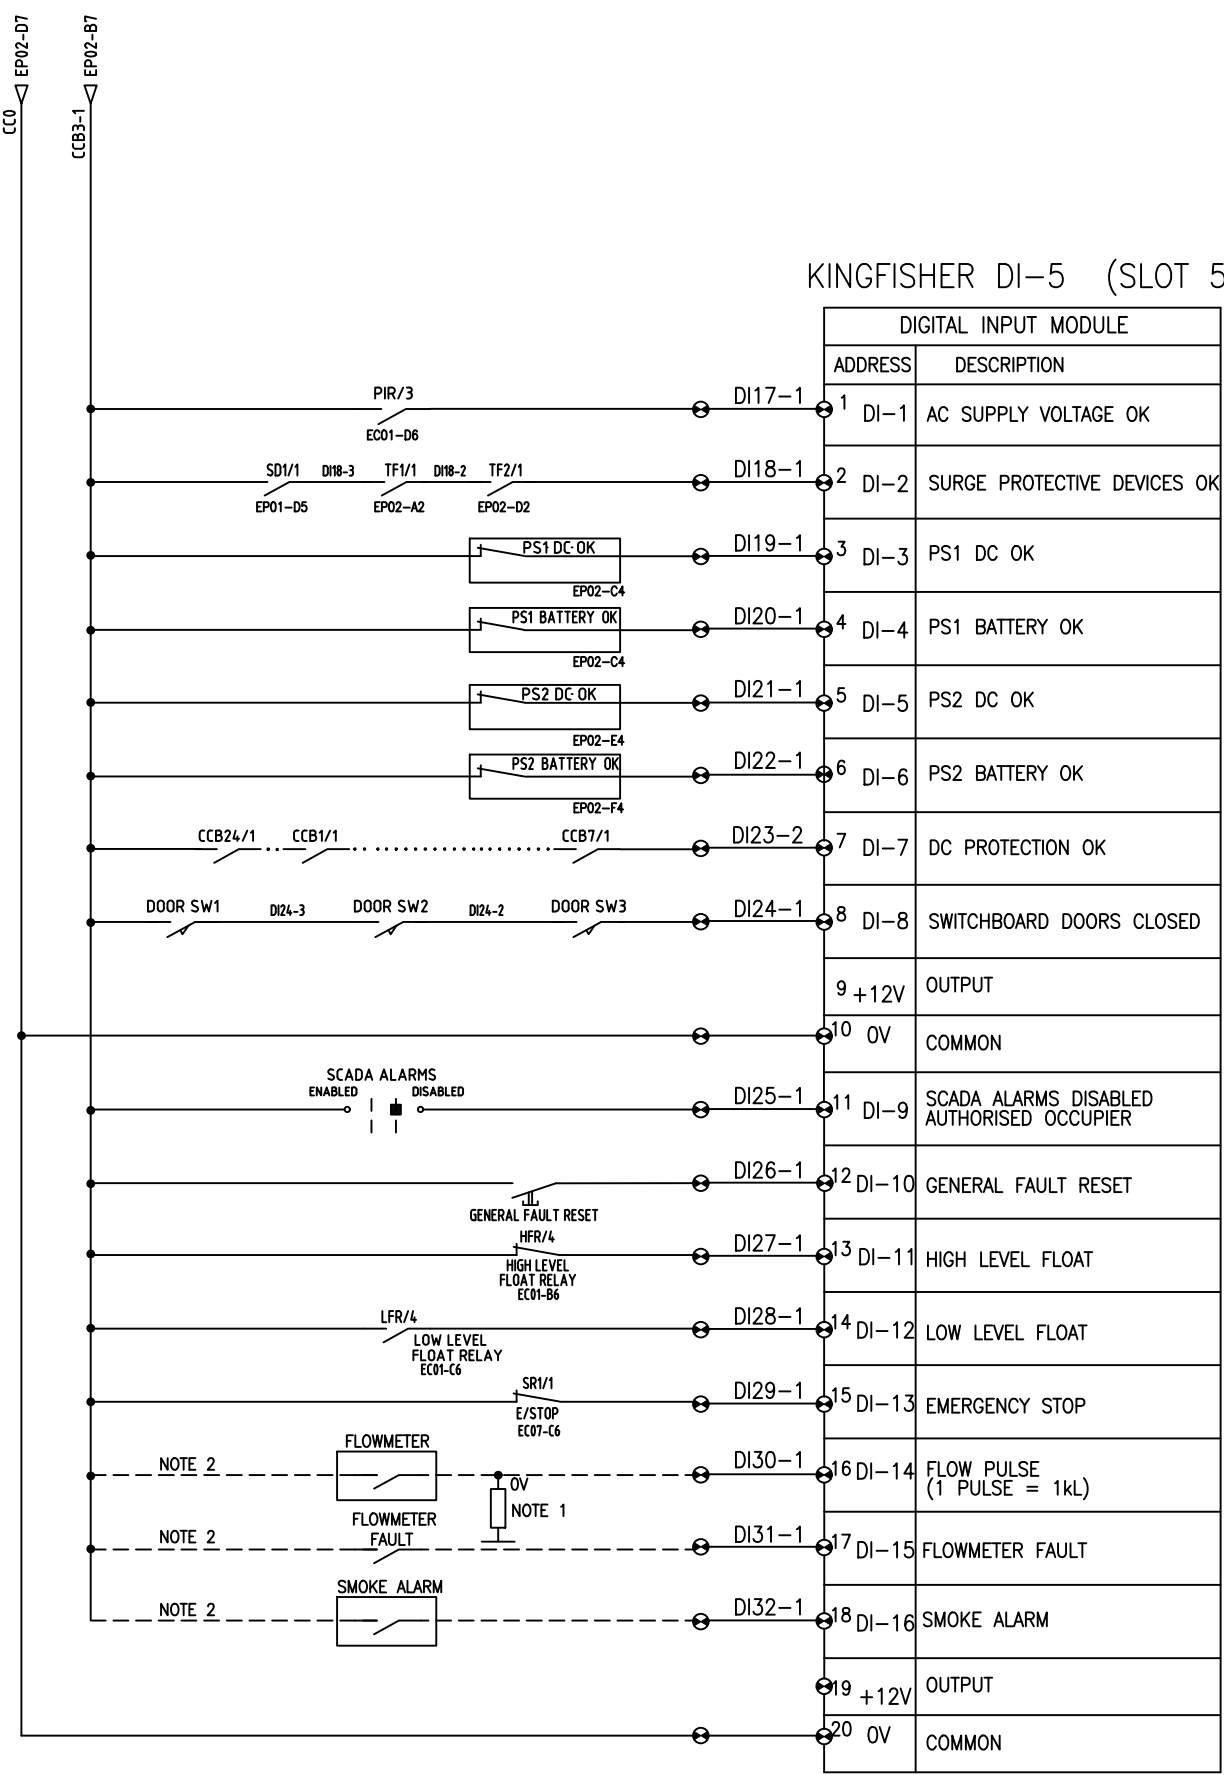 EP02-D7
EP02-B7
CC0
CCB3-1
KINGFISHER DI-5 (SLOT 5
DIGITAL INPUT MODULE
ADDRESS DESCRIPTION
PIR/3
EC01-D6
DI17-1
1 DI-1 AC SUPPLY VOLTAGE OK
SD1/1 DI18-3 TF1/1 DI18-2 TF2/1
EP01-D5 EP02-A2 EP02-D2
DI18-1
2 DI-2 SURGE PROTECTIVE DEVICES OK
PS1 DC OK
EP02-C4
DI19-1
3 DI-3 PS1 DC OK
PS1 BATTERY OK
EP02-C4
DI20-1
4 DI-4 PS1 BATTERY OK
PS2 DC OK
EP02-E4
DI21-1
5 DI-5 PS2 DC OK
PS2 BATTERY OK
EP02-F4
DI22-1
6 DI-6 PS2 BATTERY OK
CCB24/1 CCB1/1 CCB7/1
DI23-2
7 DI-7 DC PROTECTION OK
DOOR SW1 DI24-3 DOOR SW2 DI24-2 DOOR SW3
DI24-1
8 DI-8 SWITCHBOARD DOORS CLOSED
9 +12V OUTPUT
10 0V COMMON
SCADA ALARMS
ENABLED DISABLED
DI25-1
11 DI-9 SCADA ALARMS DISABLED
AUTHORISED OCCUPIER
GENERAL FAULT RESET
DI26-1
12 DI-10 GENERAL FAULT RESET
HFR/4
HIGH LEVEL
FLOAT RELAY
EC01-B6
DI27-1
13 DI-11 HIGH LEVEL FLOAT
LFR/4
LOW LEVEL
FLOAT RELAY
EC01-C6
DI28-1
14 DI-12 LOW LEVEL FLOAT
SR1/1
E/STOP
EC07-C6
DI29-1
15 DI-13 EMERGENCY STOP
NOTE 2 FLOWMETER
0V
NOTE 1
DI30-1
16 DI-14 FLOW PULSE
(1 PULSE = 1kL)
NOTE 2 FLOWMETER
FAULT
DI31-1
17 DI-15 FLOWMETER FAULT
NOTE 2 SMOKE ALARM
DI32-1
18 DI-16 SMOKE ALARM
19 +12V OUTPUT
20 0V COMMON